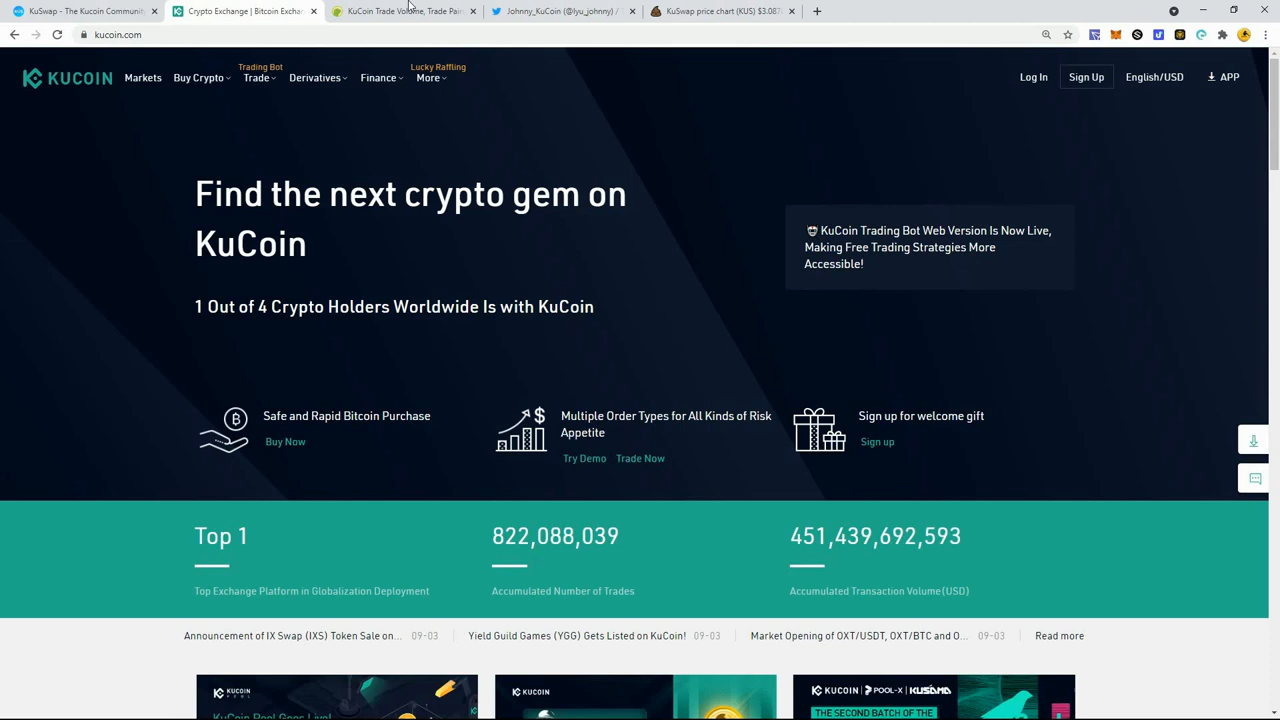 KuSwap - The Kucoin Communit
Crypto Exchange | Bitcoin Exchan
KuCoin Trade Volume, Trade Pair
Johnny_KuCoin (@lyu_johnny) / T
KuSwap price chart (KUS) $3.087
kucoin.com
KUCOIN
Markets
Buy Crypto
Trading Bot
Trade
Derivatives
Finance
Lucky Raffling
More
Log In
Sign Up
English/USD
APP
Find the next crypto gem on
KuCoin
1 Out of 4 Crypto Holders Worldwide Is with KuCoin
KuCoin Trading Bot Web Version Is Now Live,
Making Free Trading Strategies More
Accessible!
Safe and Rapid Bitcoin Purchase
Buy Now
Multiple Order Types for All Kinds of Risk
Appetite
Try Demo Trade Now
Sign up for welcome gift
Sign up
Top 1
Top Exchange Platform in Globalization Deployment
822,088,039
Accumulated Number of Trades
451,439,692,593
Accumulated Transaction Volume(USD)
Announcement of IX Swap (IXS) Token Sale on... 09-03
Yield Guild Games (YGG) Gets Listed on KuCoin! 09-03
Market Opening of OXT/USDT, OXT/BTC and O... 09-03
Read more
KUCOIN
POOL
KuCoin Pool Goes Live!
KUCOIN
KUCOIN | POOL-X | KUSAMA
THE SECOND BATCH OF THE